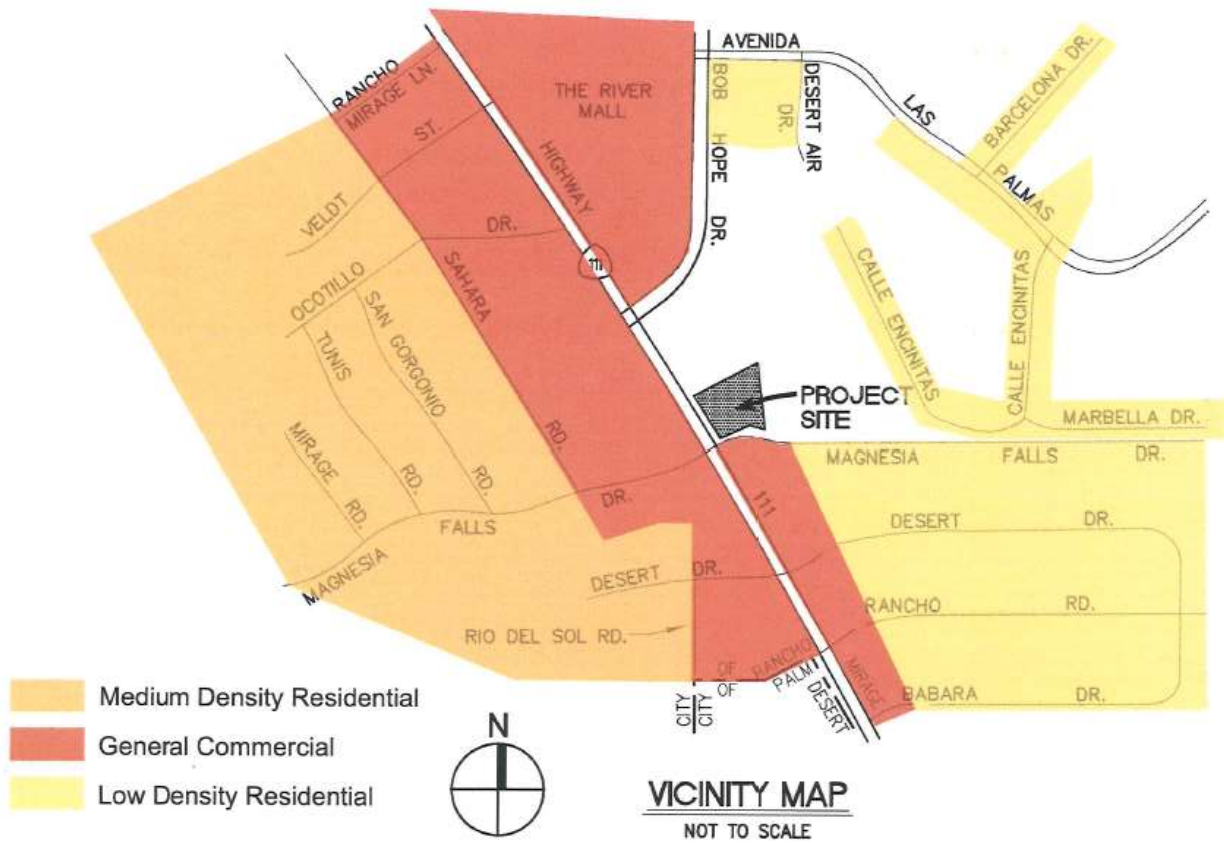 RANCHO
MIRAGE LN.
AVENIDA
BOB HOPE DR.
DESERT AIR
DR.
LAS
PALMAS
BARCELONA DR.
THE RIVER
MALL
HIGHWAY
111
VELDT
ST.
OCOTILLO
DR.
SAHARA
RD.
SAN GORGONIO
RD.
TUNIS
RD.
MIRAGE
RD.
CALLE ENCINITAS
CALLE ENCINITAS
MARBELLA DR.
PROJECT
SITE
MAGNESIA FALLS DR.
MAGNESIA
FALLS
DR.
111
DESERT DR.
DESERT DR.
RANCHO
RD.
RIO DEL SOL RD.
CITY OF RANCHO MIRAGE
CITY OF PALM DESERT
BABARA DR.
Medium Density Residential
General Commercial
Low Density Residential
N
VICINITY MAP
NOT TO SCALE